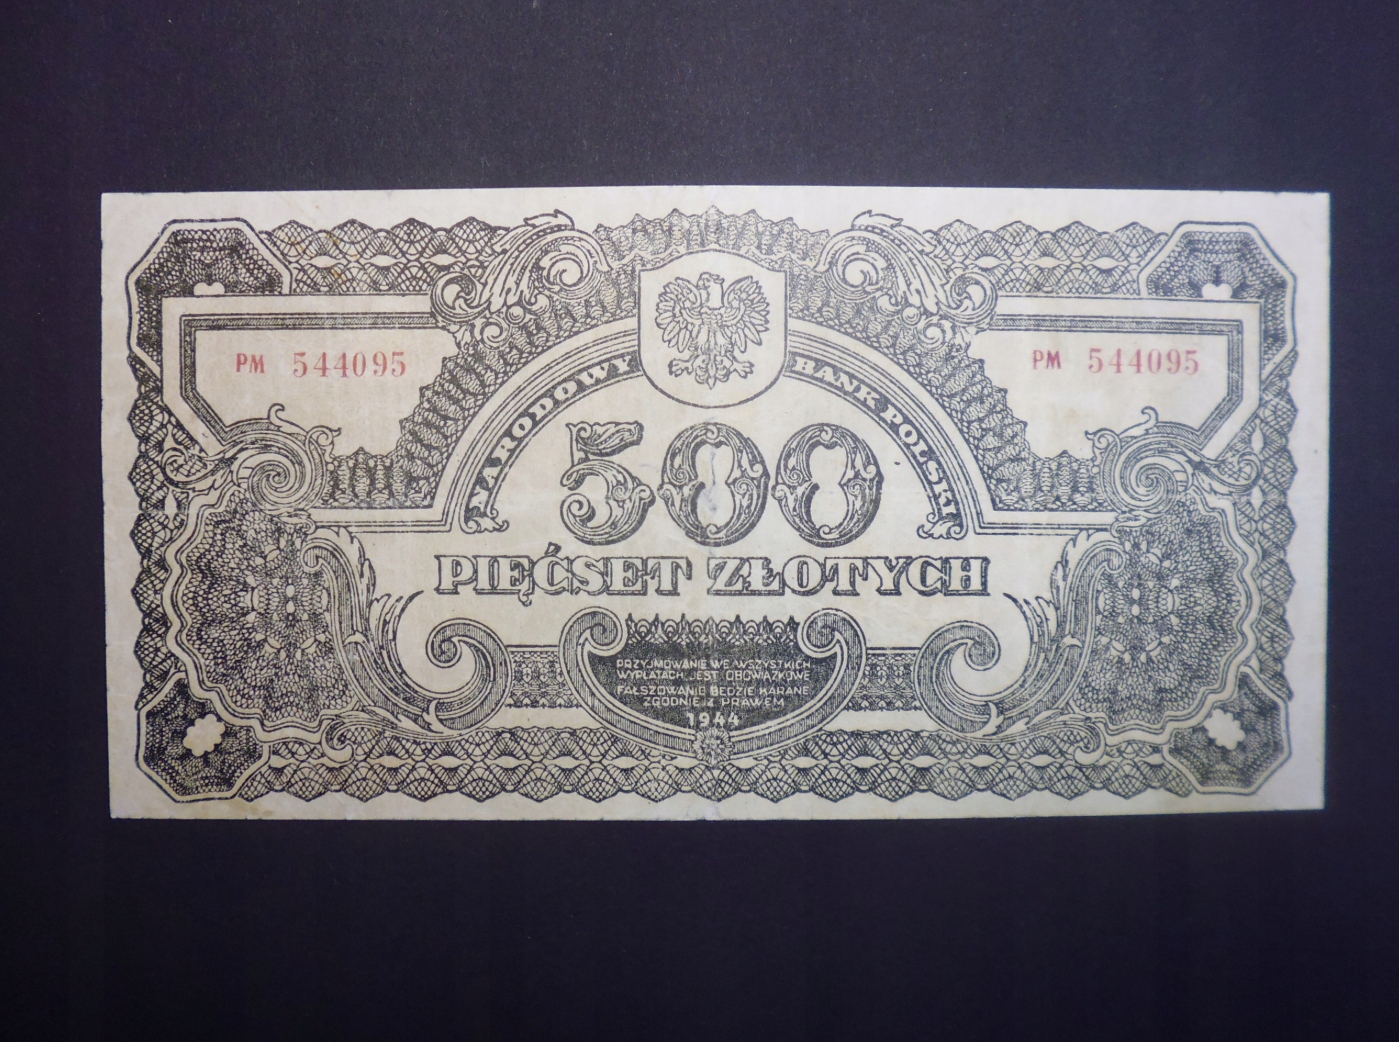 PM 544095
PM 544095
NARODOWY BANK POLSKI
500
PIĘĆSET ZŁOTYCH
PRZYJMOWANIE WE WSZYSTKICH
WYPŁATACH JEST OBOWIĄZKOWE
FAŁSZOWANIE BĘDZIE KARANE
ZGODNIE Z PRAWEM
1944